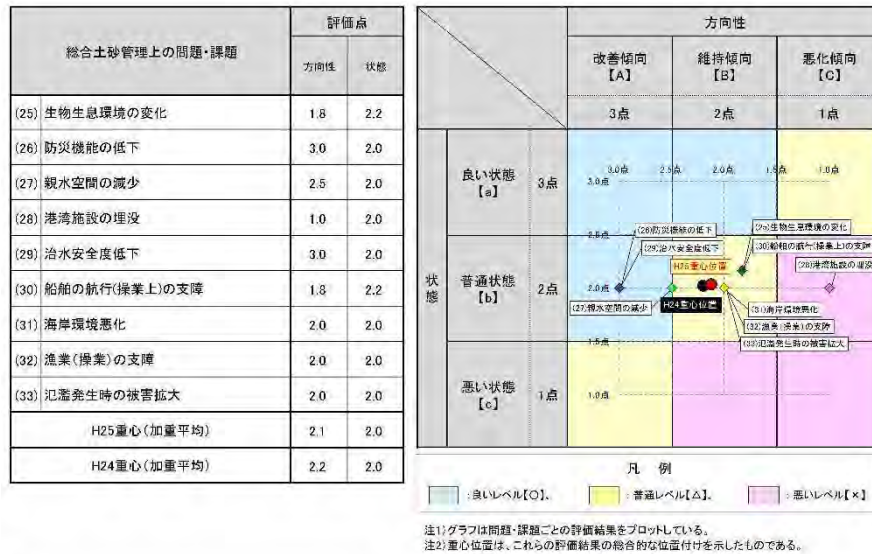 総合土砂管理上の問題・課題
評価点
方向性 状態
(25) 生物生息環境の変化 1.8 2.2
(26) 防災機能の低下 3.0 2.0
(27) 親水空間の減少 2.5 2.0
(28) 港湾施設の埋没 1.0 2.0
(29) 治水安全度低下 3.0 2.0
(30) 船舶の航行(操業上)の支障 1.8 2.2
(31) 海岸環境悪化 2.0 2.0
(32) 漁業(操業)の支障 2.0 2.0
(33) 氾濫発生時の被害拡大 2.0 2.0
H25重心(加重平均) 2.1 2.0
H24重心(加重平均) 2.2 2.0
方向性
改善傾向 維持傾向 悪化傾向
【A】 【B】 【C】
3点 2点 1点
状態
良い状態
【a】
3点
普通状態
【b】
2点
悪い状態
【c】
1点
3.0点 2.5点 2.0点 1.5点 1.0点
3.0点
2.5点
(26)防災機能の低下
(25)生物生息環境の変化
(29)治水安全度低下
(30)船舶の航行(操業上)の支障
H25重心位置
(28)港湾施設の埋没
2.0点
(27)親水空間の減少
H24重心位置
(31)海岸環境悪化
(32)漁業(操業)の支障
(33)氾濫発生時の被害拡大
1.5点
1.0点
凡 例
:良いレベル【○】、 :普通レベル【△】、 :悪いレベル【×】
注1)グラフは問題・課題ごとの評価結果をプロットしている。
注2)重心位置は、これらの評価結果の総合的な位置付けを示したものである。